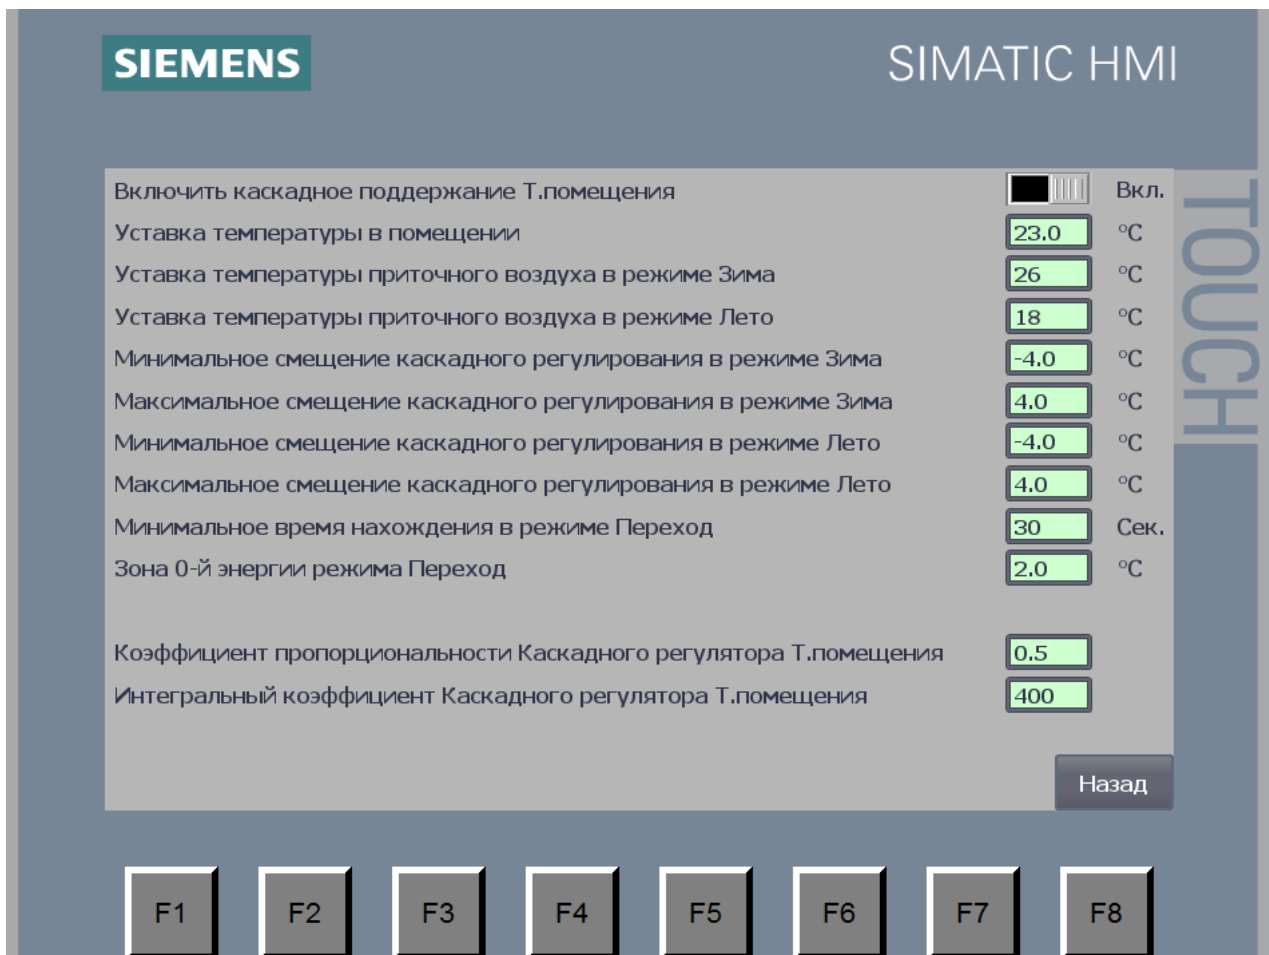 SIEMENS
SIMATIC HMI
TOUCH
Включить каскадное поддержание Т.помещения Вкл.
Уставка температуры в помещении 23.0 °C
Уставка температуры приточного воздуха в режиме Зима 26 °C
Уставка температуры приточного воздуха в режиме Лето 18 °C
Минимальное смещение каскадного регулирования в режиме Зима -4.0 °C
Максимальное смещение каскадного регулирования в режиме Зима 4.0 °C
Минимальное смещение каскадного регулирования в режиме Лето -4.0 °C
Максимальное смещение каскадного регулирования в режиме Лето 4.0 °C
Минимальное время нахождения в режиме Переход 30 Сек.
Зона 0-й энергии режима Переход 2.0 °C
Коэффициент пропорциональности Каскадного регулятора Т.помещения 0.5
Интегральный коэффициент Каскадного регулятора Т.помещения 400
Назад
F1 F2 F3 F4 F5 F6 F7 F8